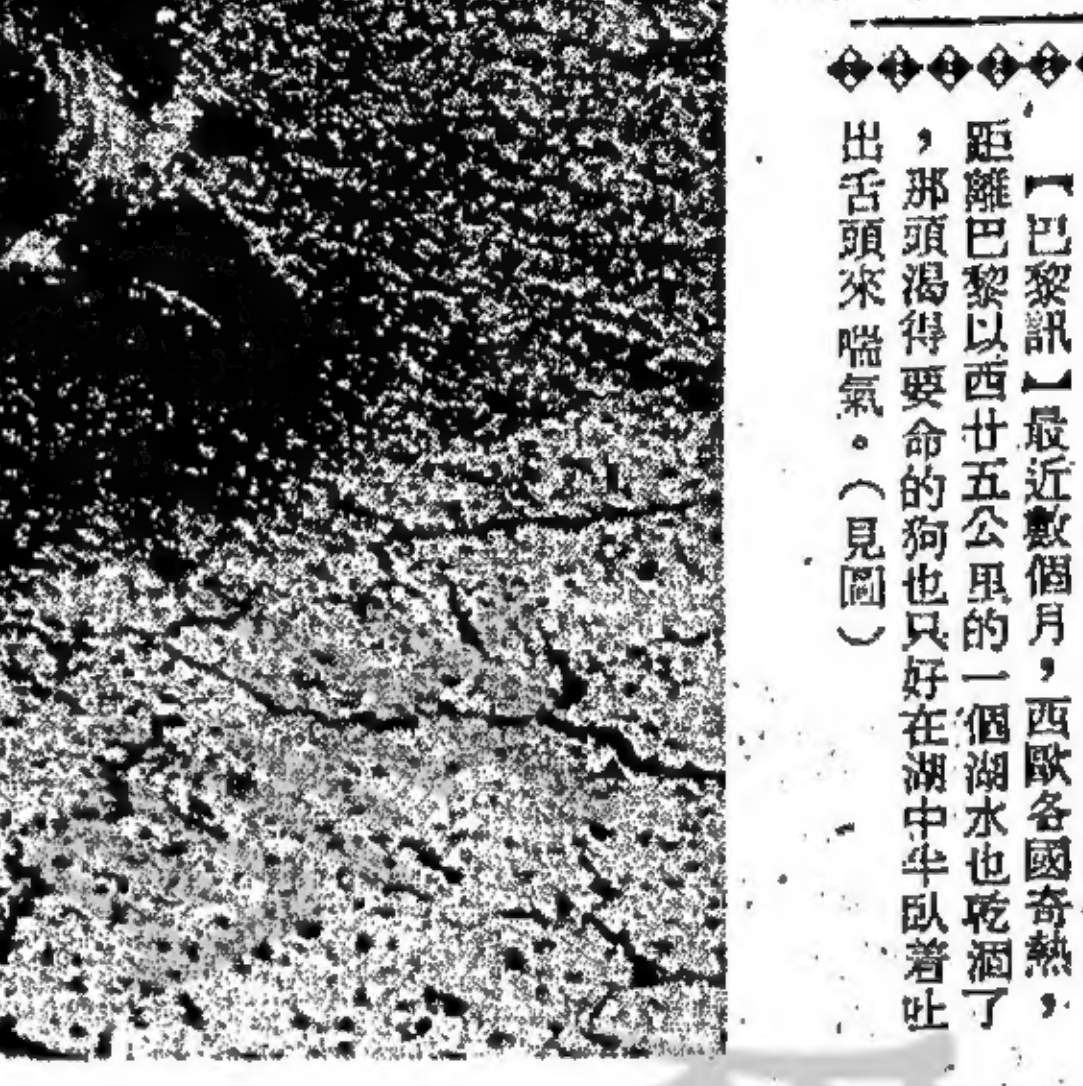 【巴黎訊】最近數個月，西歐各國奇熱，
距離巴黎以西廿五公里的一個湖水也乾涸了
，那頭渴得要命的狗也只好在湖中半臥着吐
出舌頭來喘氣。（見圖）